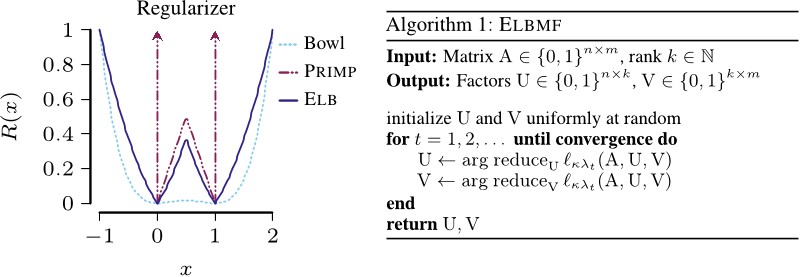 Regularizer
1
0.8
0.6
0.4
0.2
0
−1 0 1 2
R(x)
x
Bowl
PRIMP
ELB
Algorithm 1: ELBMF
Input: Matrix A ∈ {0, 1}^{n×m}, rank k ∈ ℕ
Output: Factors U ∈ {0, 1}^{n×k}, V ∈ {0, 1}^{k×m}
initialize U and V uniformly at random
for t = 1, 2, … until convergence do
U ← arg reduce_U ℓ_{κλ_t}(A, U, V)
V ← arg reduce_V ℓ_{κλ_t}(A, U, V)
end
return U, V